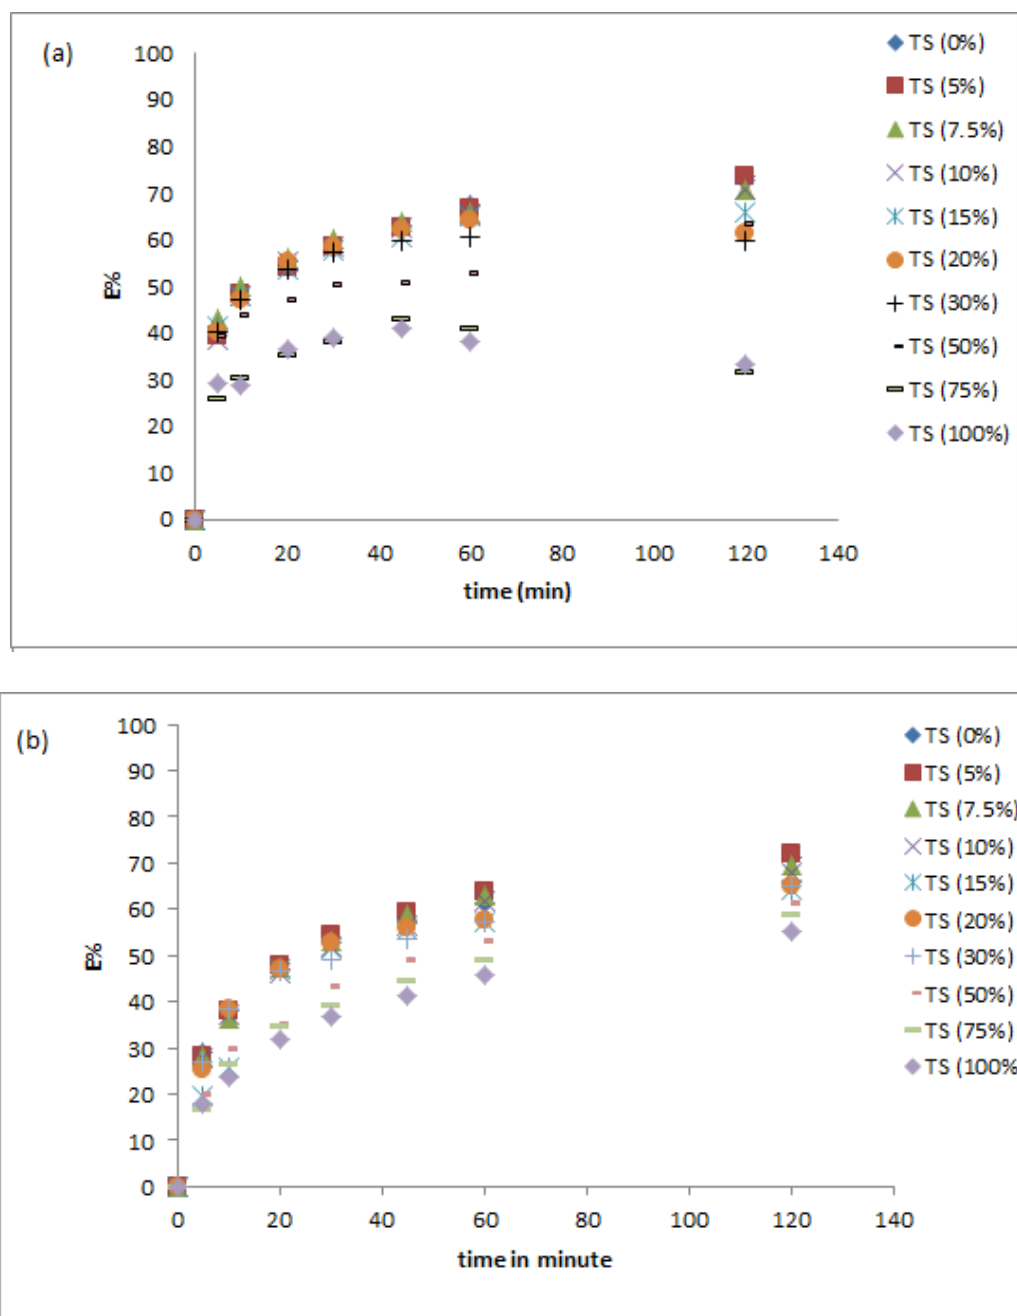 (a)
100
90
80
70
60
50
40
30
20
10
0
E%
0 20 40 60 80 100 120 140
time (min)
TS (0%)
TS (5%)
TS (7.5%)
TS (10%)
TS (15%)
TS (20%)
TS (30%)
TS (50%)
TS (75%)
TS (100%)
(b)
100
90
80
70
60
50
40
30
20
10
0
E%
0 20 40 60 80 100 120 140
time in minute
TS (0%)
TS (5%)
TS (7.5%)
TS (10%)
TS (15%)
TS (20%)
TS (30%)
TS (50%)
TS (75%)
TS (100%